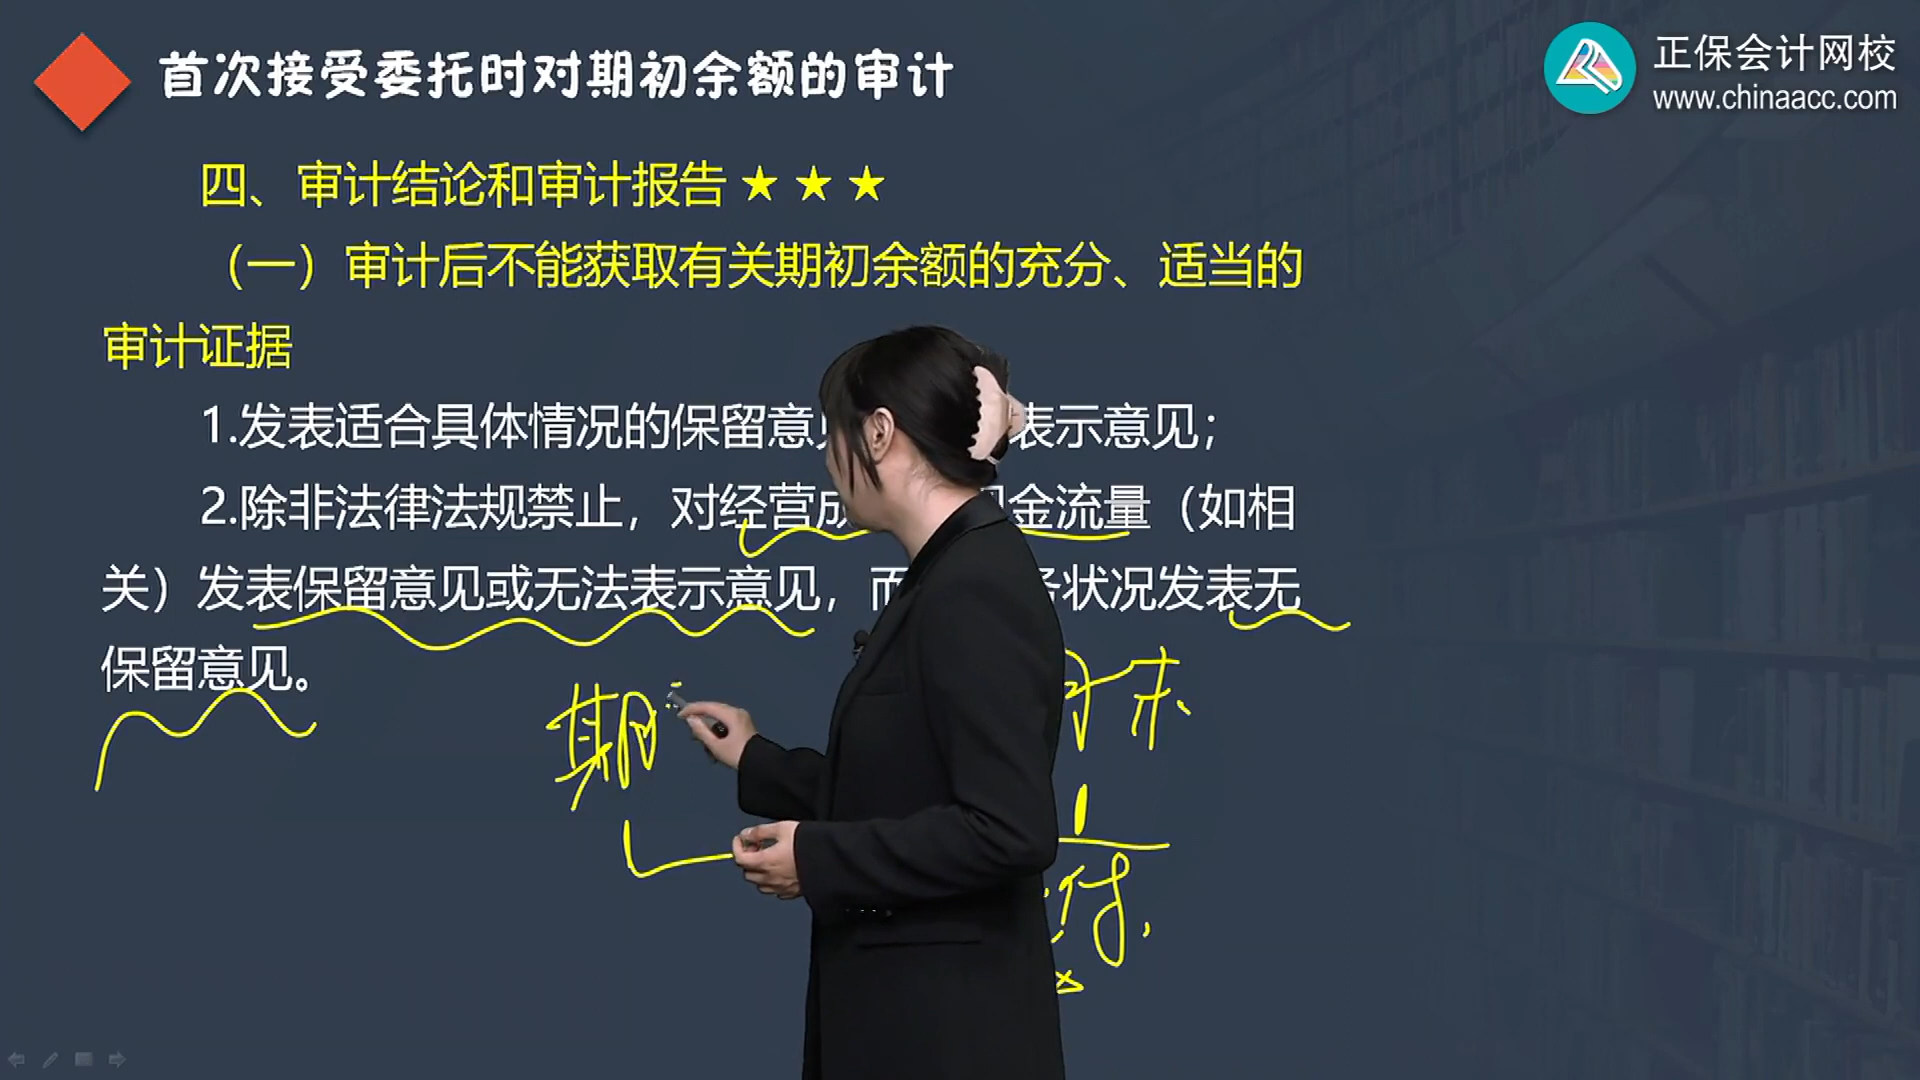 首次接受委托时对期初余额的审计
正保会计网校
www.chinaacc.com
四、审计结论和审计报告 ★ ★ ★
（一）审计后不能获取有关期初余额的充分、适当的
审计证据
1.发表适合具体情况的保留意 表示意见；
2.除非法律法规禁止，对经营 金流量（如相
关）发表保留意见或无法表示意见，而 状况发表无
保留意见。
期
末